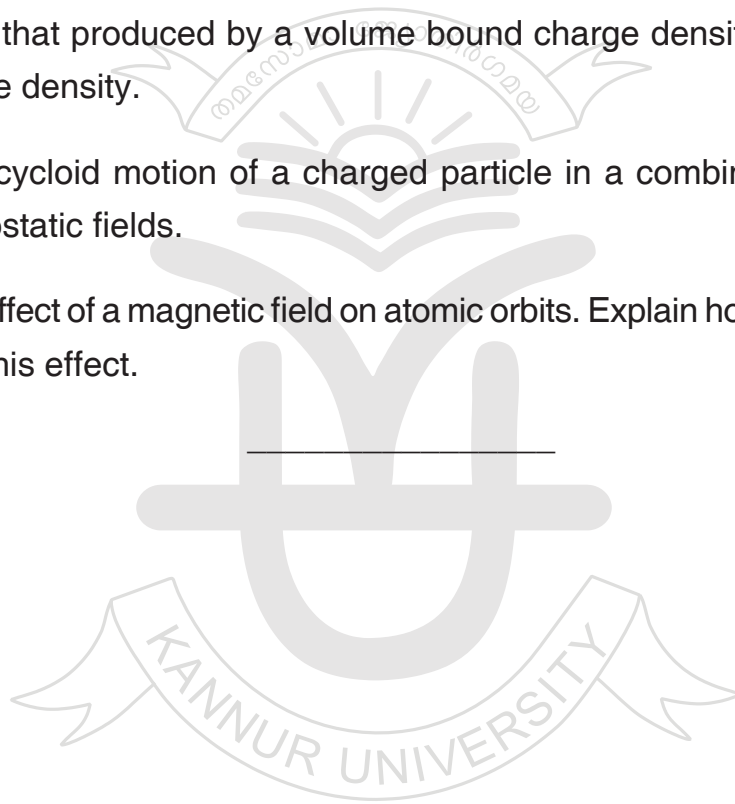 that produced by a volume bound charge densit
e density.
cycloid motion of a charged particle in a combin
ostatic fields.
ffect of a magnetic field on atomic orbits. Explain ho
his effect.
KANNUR UNIVERSITY